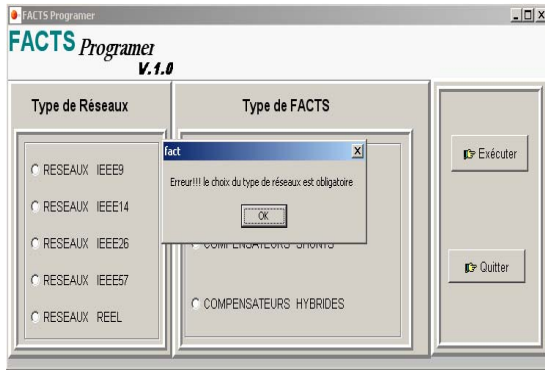 FACTS Programer
FACTS Programer
V.1.0
Type de Réseaux
Type de FACTS
fact
Erreur!!! le choix du type de réseaux est obligatoire
OK
RESEAUX IEEE9
RESEAUX IEEE14
RESEAUX IEEE26
RESEAUX IEEE57
RESEAUX REEL
COMPENSATEURS SHUNTS
COMPENSATEURS HYBRIDES
Exécuter
Quitter